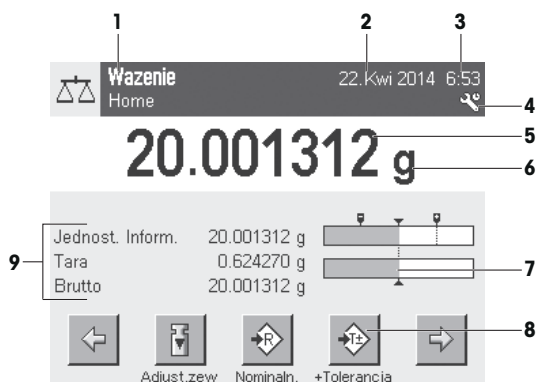 1 2 3
Wazenie 22.Kwi 2014 6:53
Home
4
20.001312 g
5
6
Jednost. Inform. 20.001312 g
9 Tara 0.624270 g 7
Brutto 20.001312 g
R T± 8
Adjust.zew Nominaln. +Tolerancja